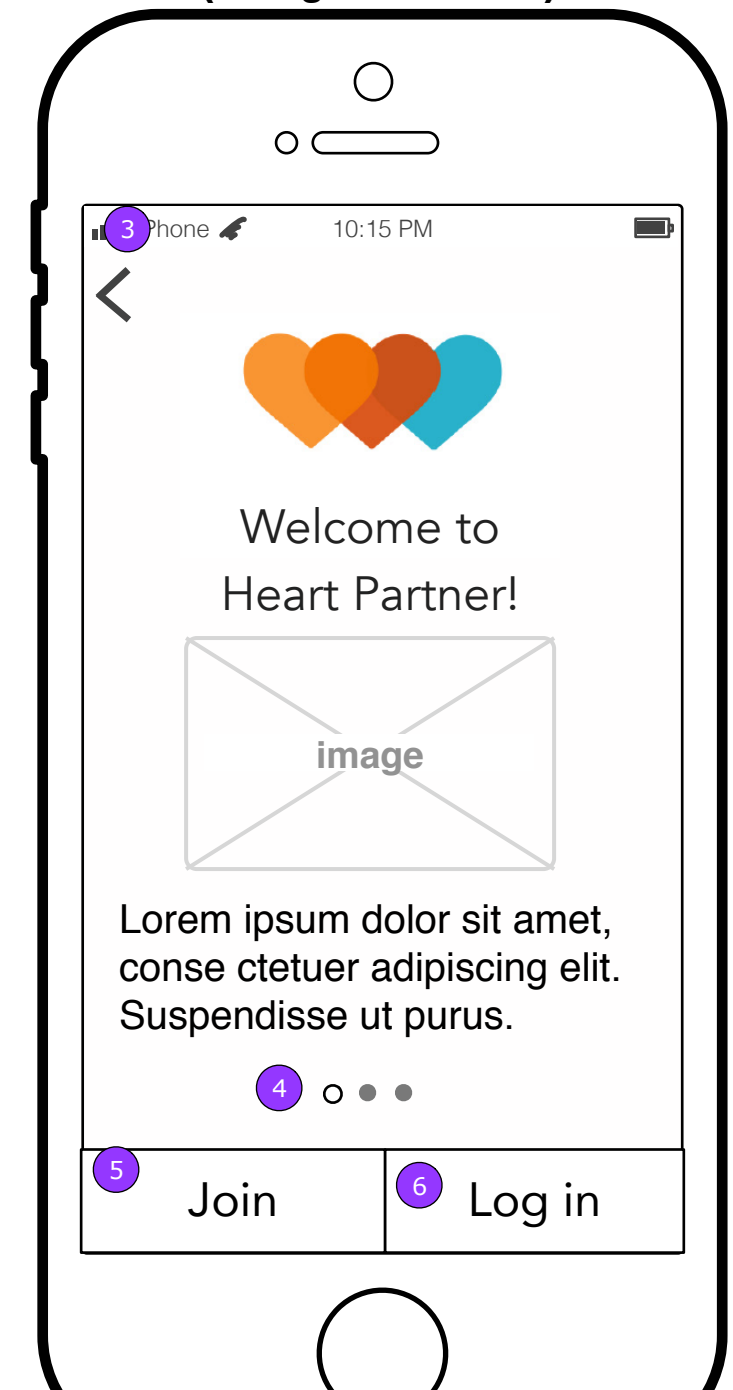 3 Phone 10:15 PM
Welcome to
Heart Partner!
image
Lorem ipsum dolor sit amet,
conse ctetuer adipiscing elit.
Suspendisse ut purus.
4
5 Join 6 Log in